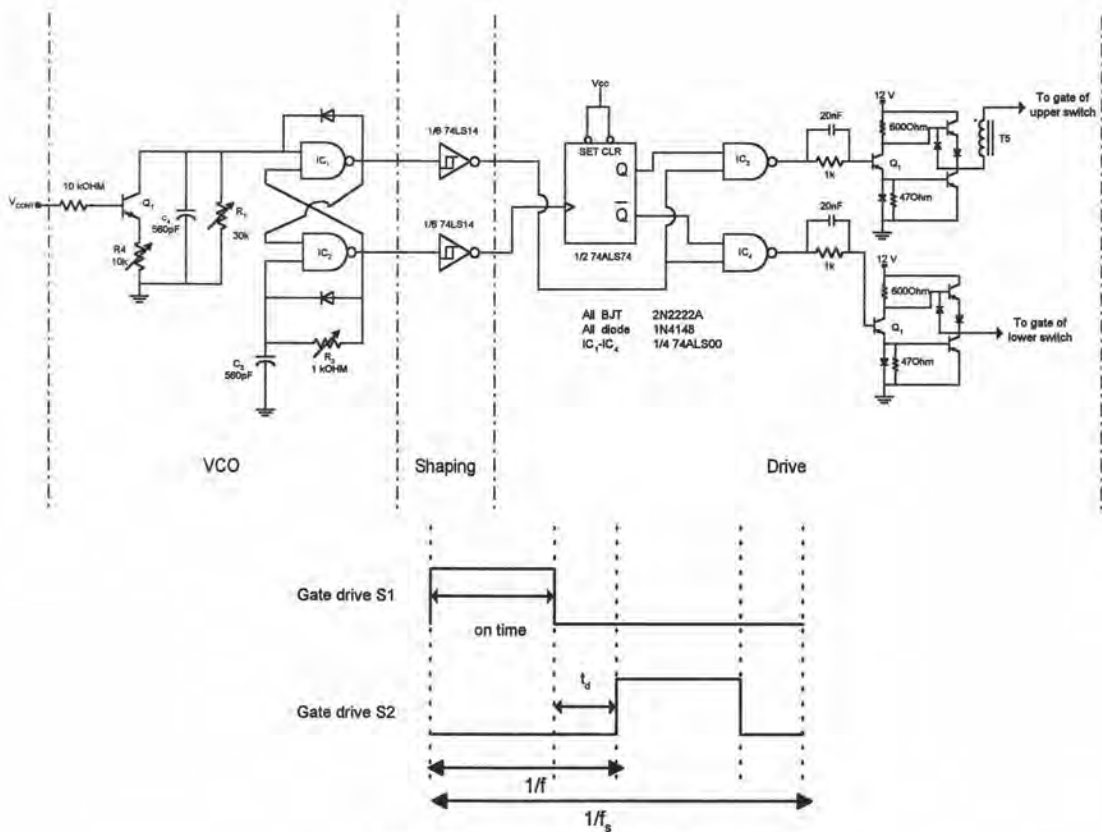 Vcc
12 V
To gate of
upper switch
20nF
600Ohm
T5
1/6 74LS14
SET CLR
Q
IC1
IC3
Q1
1k
47Ohm
10 kOHM
VCONT
Q1
C4
560pF
R1
30k
R4
10k
Q
20nF
IC2
1/6 74LS14
IC4
1k
1/2 74ALS74
12 V
600Ohm
All BJT 2N2222A
All diode 1N4148
IC1-IC4 1/4 74ALS00
Q1
To gate of
lower switch
47Ohm
C3
560pF
1 kOHM
VCO
Shaping
Drive
Gate drive S1
on time
td
Gate drive S2
1/f
1/fs